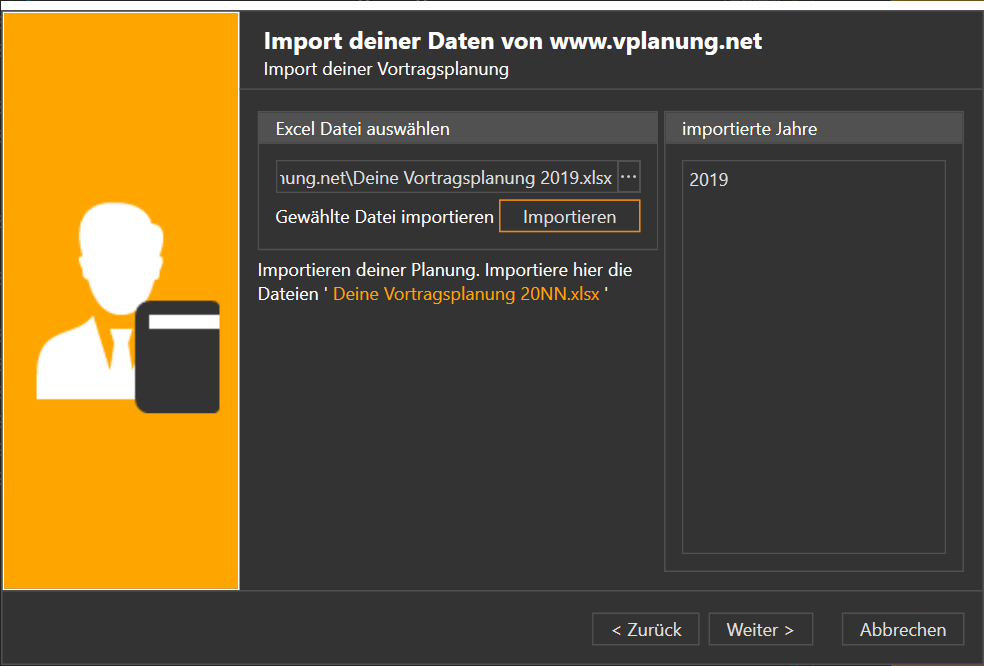 Import deiner Daten von www.vplanung.net
Import deiner Vortragsplanung
Excel Datei auswählen
ung.net\Deine Vortragsplanung 2019.xlsx ...
Gewählte Datei importieren Importieren
Importieren deiner Planung. Importiere hier die
Dateien ' Deine Vortragsplanung 20NN.xlsx '
importierte Jahre
2019
< Zurück Weiter > Abbrechen